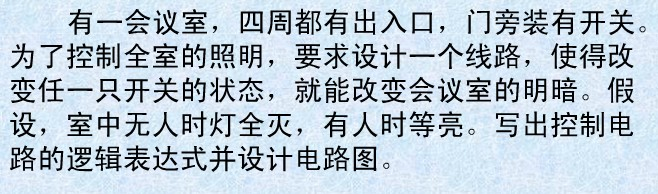 有一会议室，四周都有出入口，门旁装有开关。
为了控制全室的照明，要求设计一个线路，使得改
变任一只开关的状态，就能改变会议室的明暗。假
设，室中无人时灯全灭，有人时等亮。写出控制电
路的逻辑表达式并设计电路图。